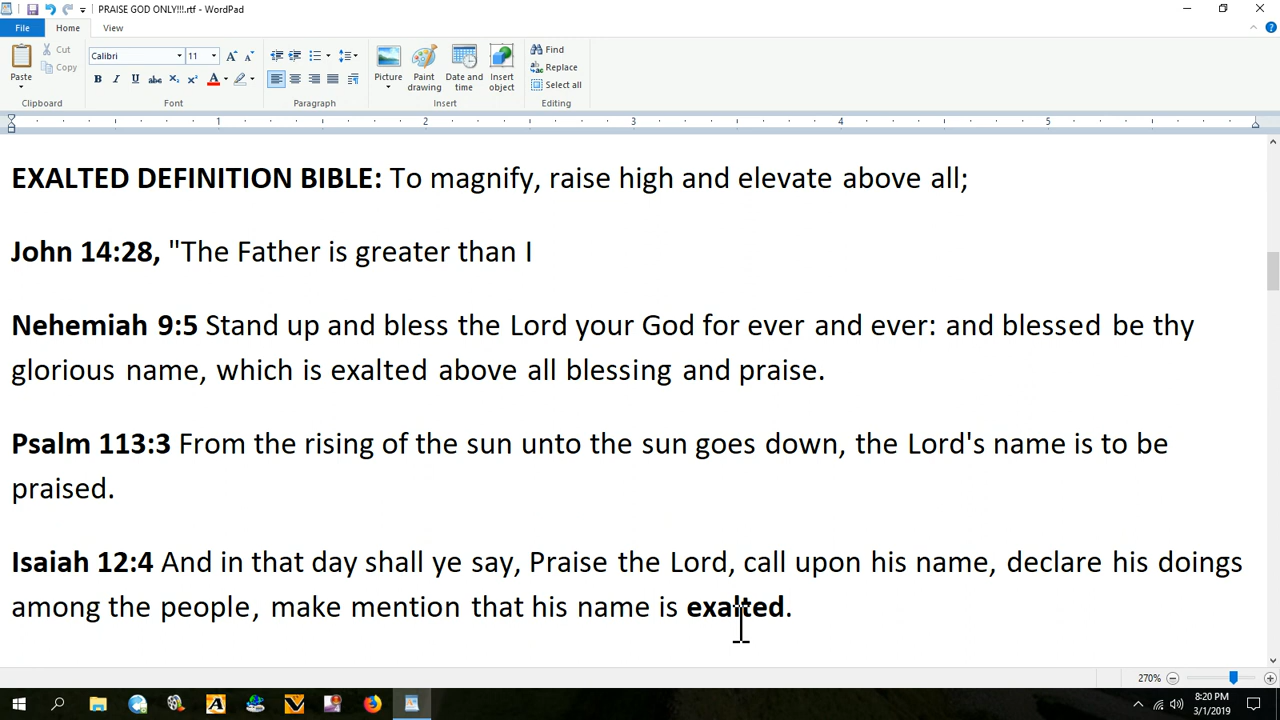 PRAISE GOD ONLY!!!.rtf - WordPad
File Home View
Paste
Cut
Copy
Clipboard
Calibri 11
Font
Paragraph
Picture
Paint drawing
Date and time
Insert object
Insert
Find
Replace
Select all
Editing
1 2 3 4 5
EXALTED DEFINITION BIBLE: To magnify, raise high and elevate above all;
John 14:28, "The Father is greater than I
Nehemiah 9:5 Stand up and bless the Lord your God for ever and ever: and blessed be thy
glorious name, which is exalted above all blessing and praise.
Psalm 113:3 From the rising of the sun unto the sun goes down, the Lord's name is to be
praised.
Isaiah 12:4 And in that day shall ye say, Praise the Lord, call upon his name, declare his doings
among the people, make mention that his name is exalted.
270%
8:20 PM
3/1/2019